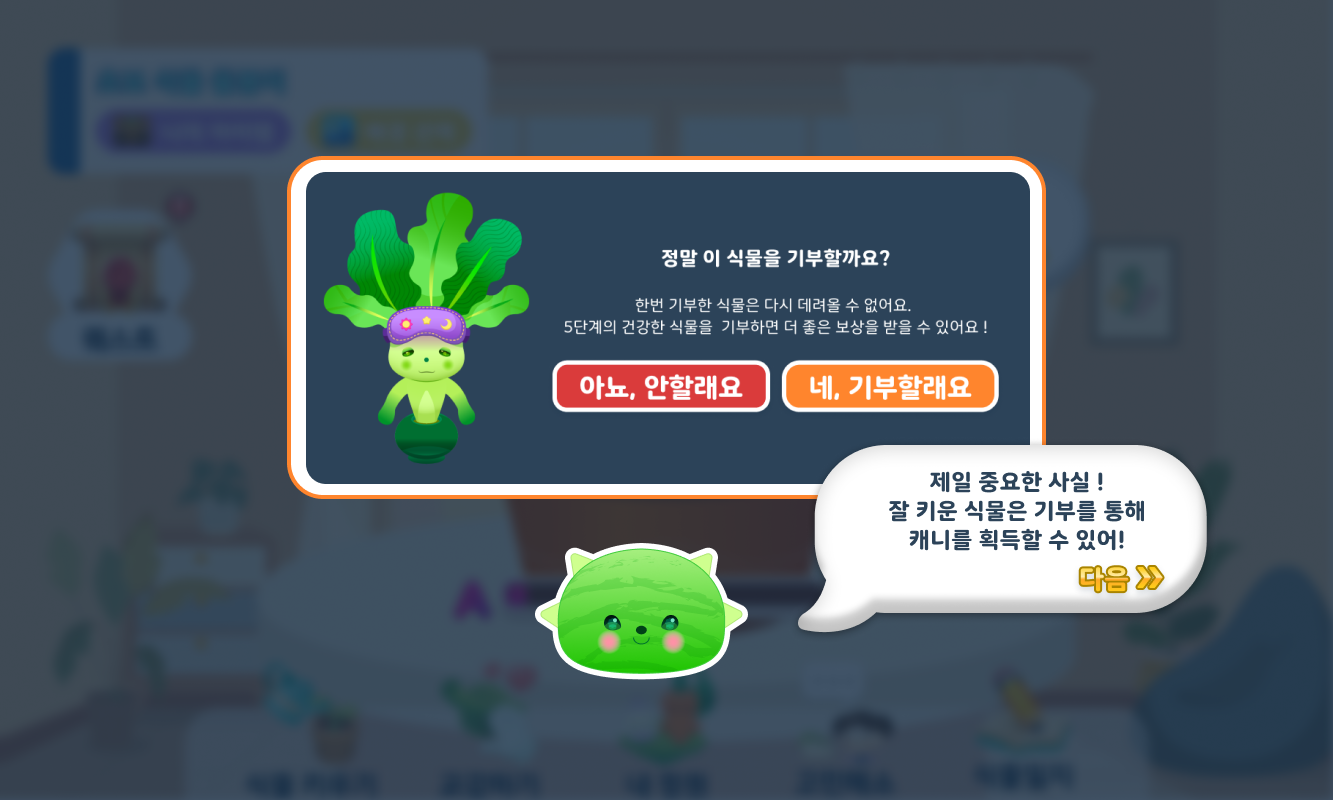 정말 이 식물을 기부할까요?
한번 기부한 식물은 다시 데려올 수 없어요.
5단계의 건강한 식물을 기부하면 더 좋은 보상을 받을 수 있어요 !
아뇨, 안할래요
네, 기부할래요
제일 중요한 사실 !
잘 키운 식물은 기부를 통해
캐니를 획득할 수 있어!
다음